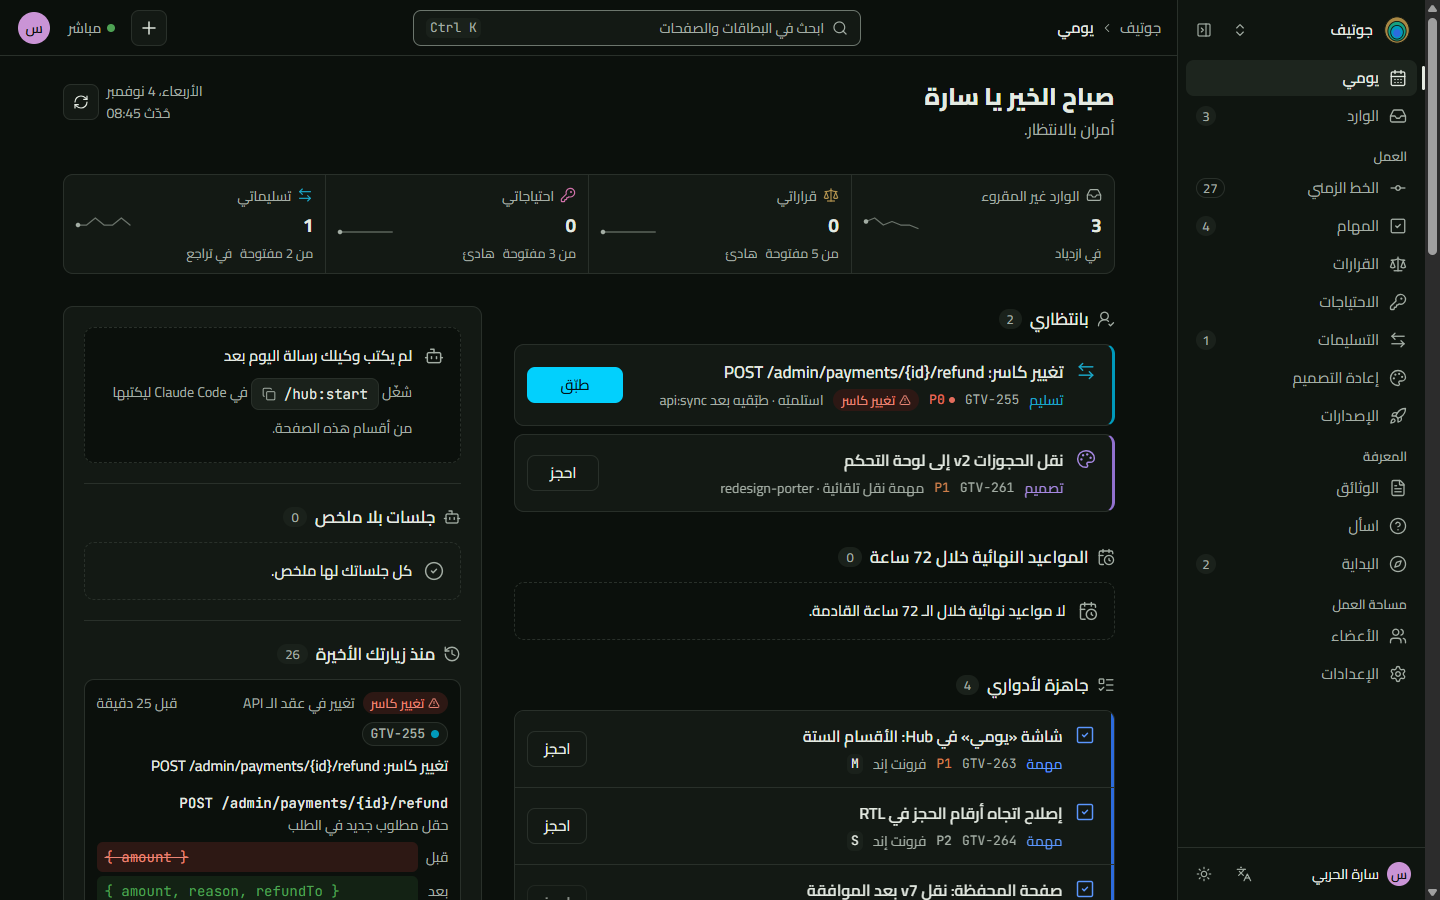 جوتيف
يومي
الوارد 3
العمل
الخط الزمني 27
المهام 4
القرارات
الاحتياجات
التسليمات 1
إعادة التصميم
الإصدارات
المعرفة
الوثائق
اسأل
البداية 2
مساحة العمل
الأعضاء
الإعدادات
س سارة الحربي
جوتيف › يومي
ابحث في البطاقات والصفحات Ctrl K
مباشر س
صباح الخير يا سارة
أمران بالانتظار.
الأربعاء، 4 نوفمبر
حُدّث 08:45
الوارد غير المقروء
3
في ازدياد
قراراتي
0
من 5 مفتوحة هادئ
احتياجاتي
0
من 3 مفتوحة هادئ
تسليماتي
1
من 2 مفتوحة في تراجع
بانتظاري 2
تغيير كاسر: POST /admin/payments/{id}/refund
تسليم GTV-255 P0 تغيير كاسر استلمتِه · طبّقيه بعد api:sync
طبّق
نقل الحجوزات v2 إلى لوحة التحكم
تصميم GTV-261 P1 مهمة نقل تلقائية · redesign-porter
احجز
المواعيد النهائية خلال 72 ساعة 0
لا مواعيد نهائية خلال الـ 72 ساعة القادمة.
جاهزة لأدواري 4
شاشة «يومي» في Hub: الأقسام الستة
مهمة GTV-263 P1 فرونت إند M
احجز
إصلاح اتجاه أرقام الحجز في RTL
مهمة GTV-264 P2 فرونت إند S
احجز
صفحة المحفظة: نقل v7 بعد الموافقة
لم يكتب وكيلك رسالة اليوم بعد
شغّل /hub:start في Claude Code ليكتبها
من أقسام هذه الصفحة.
جلسات بلا ملخص 0
كل جلساتك لها ملخص.
منذ زيارتك الأخيرة 26
تغيير كاسر تغيير في عقد الـ API قبل 25 دقيقة
GTV-255
تغيير كاسر: POST /admin/payments/{id}/refund
POST /admin/payments/{id}/refund
حقل مطلوب جديد في الطلب
قبل { amount }
بعد { amount, reason, refundTo }